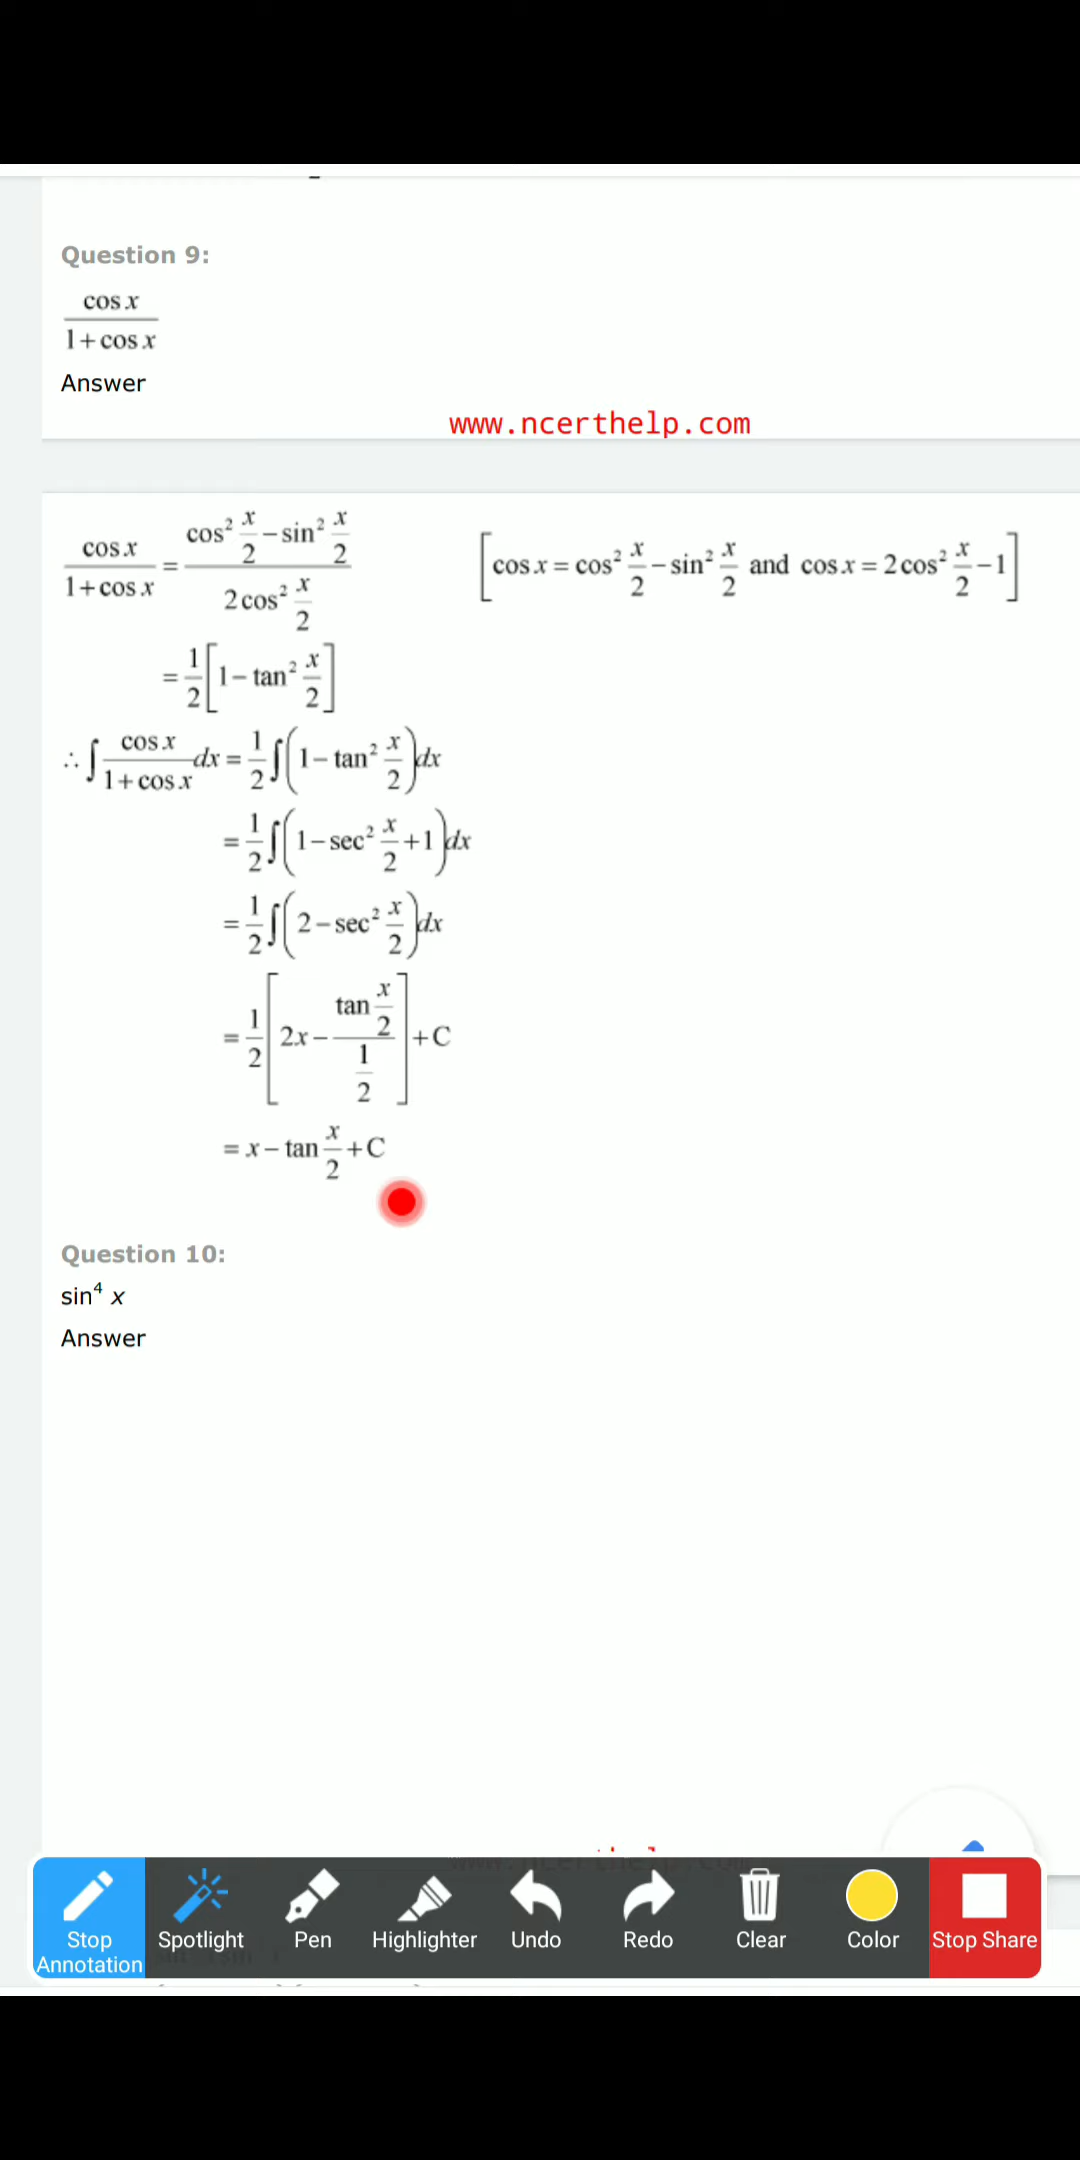 Question 9:
cos x
1 + cos x
Answer
www.ncerthelp.com
cos x / (1 + cos x) = (cos² x/2 − sin² x/2) / (2 cos² x/2) [cos x = cos² x/2 − sin² x/2 and cos x = 2 cos² x/2 − 1]
= 1/2 [1 − tan² x/2]
∴ ∫ cos x / (1 + cos x) dx = 1/2 ∫ (1 − tan² x/2) dx
= 1/2 ∫ (1 − sec² x/2 + 1) dx
= 1/2 ∫ (2 − sec² x/2) dx
= 1/2 [2x − (tan x/2) / (1/2)] + C
= x − tan x/2 + C
Question 10:
sin⁴ x
Answer
Stop Annotation Spotlight Pen Highlighter Undo Redo Clear Color Stop Share